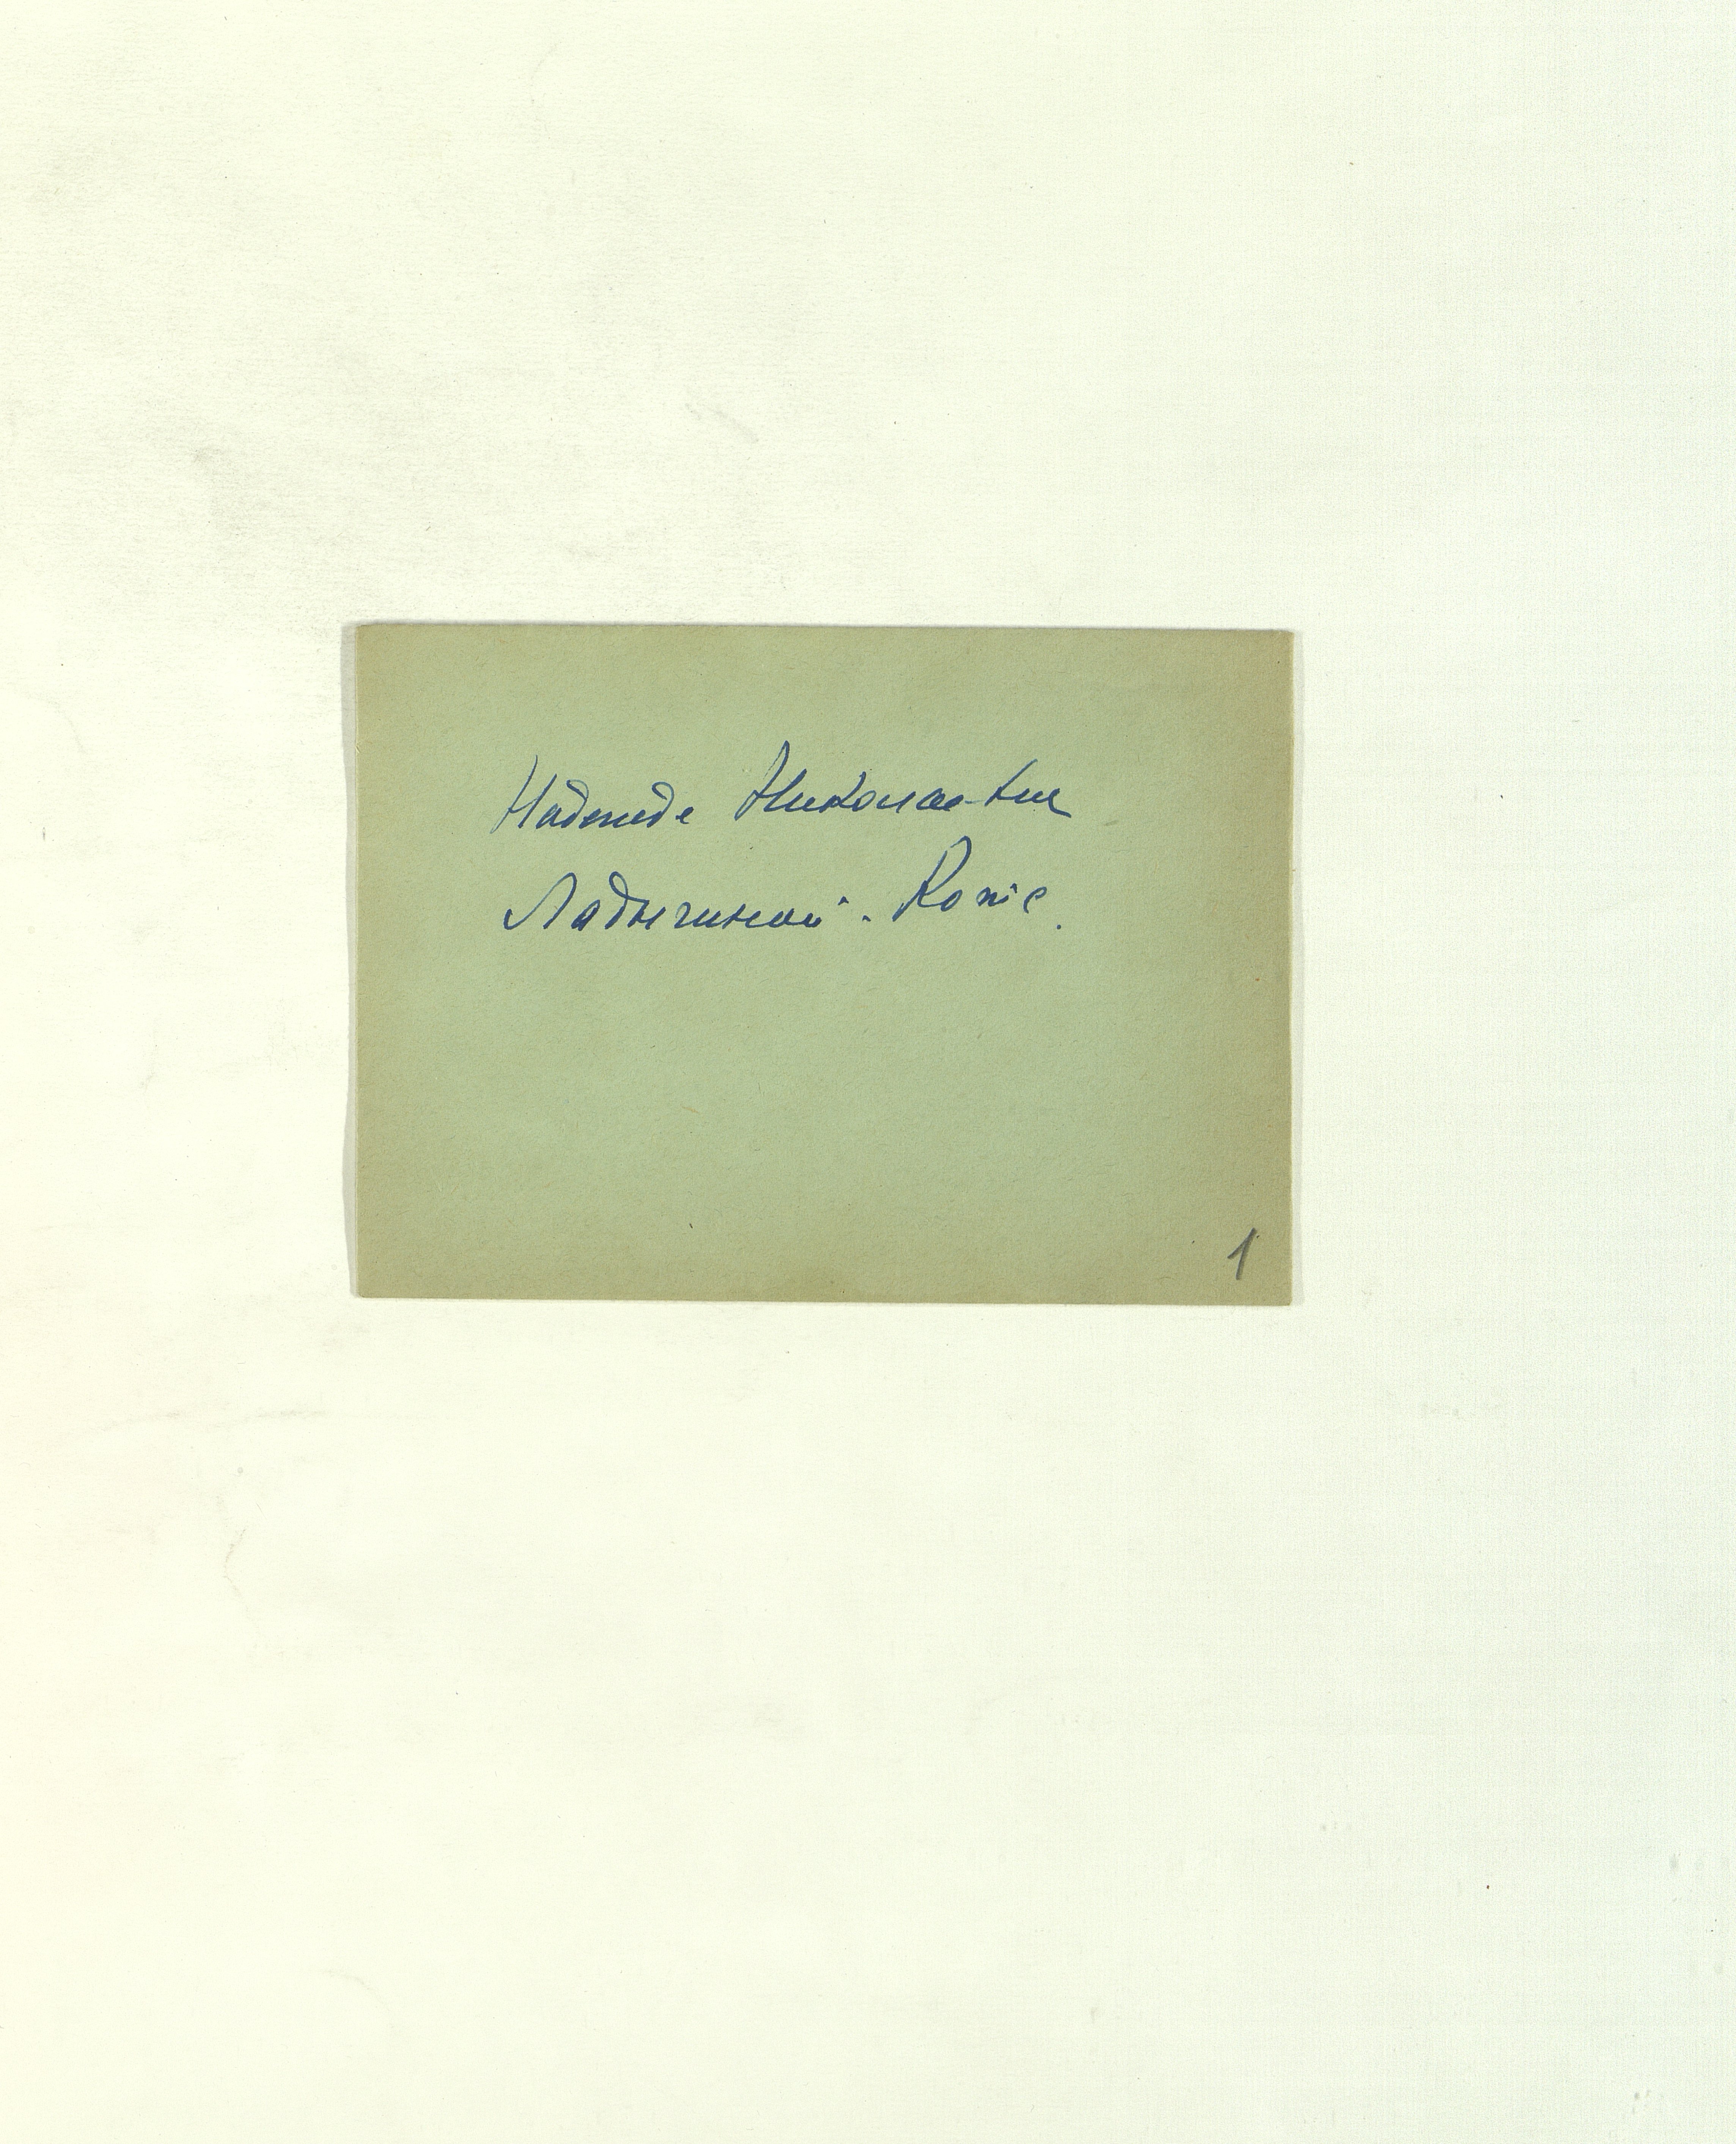 Надежде Николаевне
Ладыгиной - Котс.
1